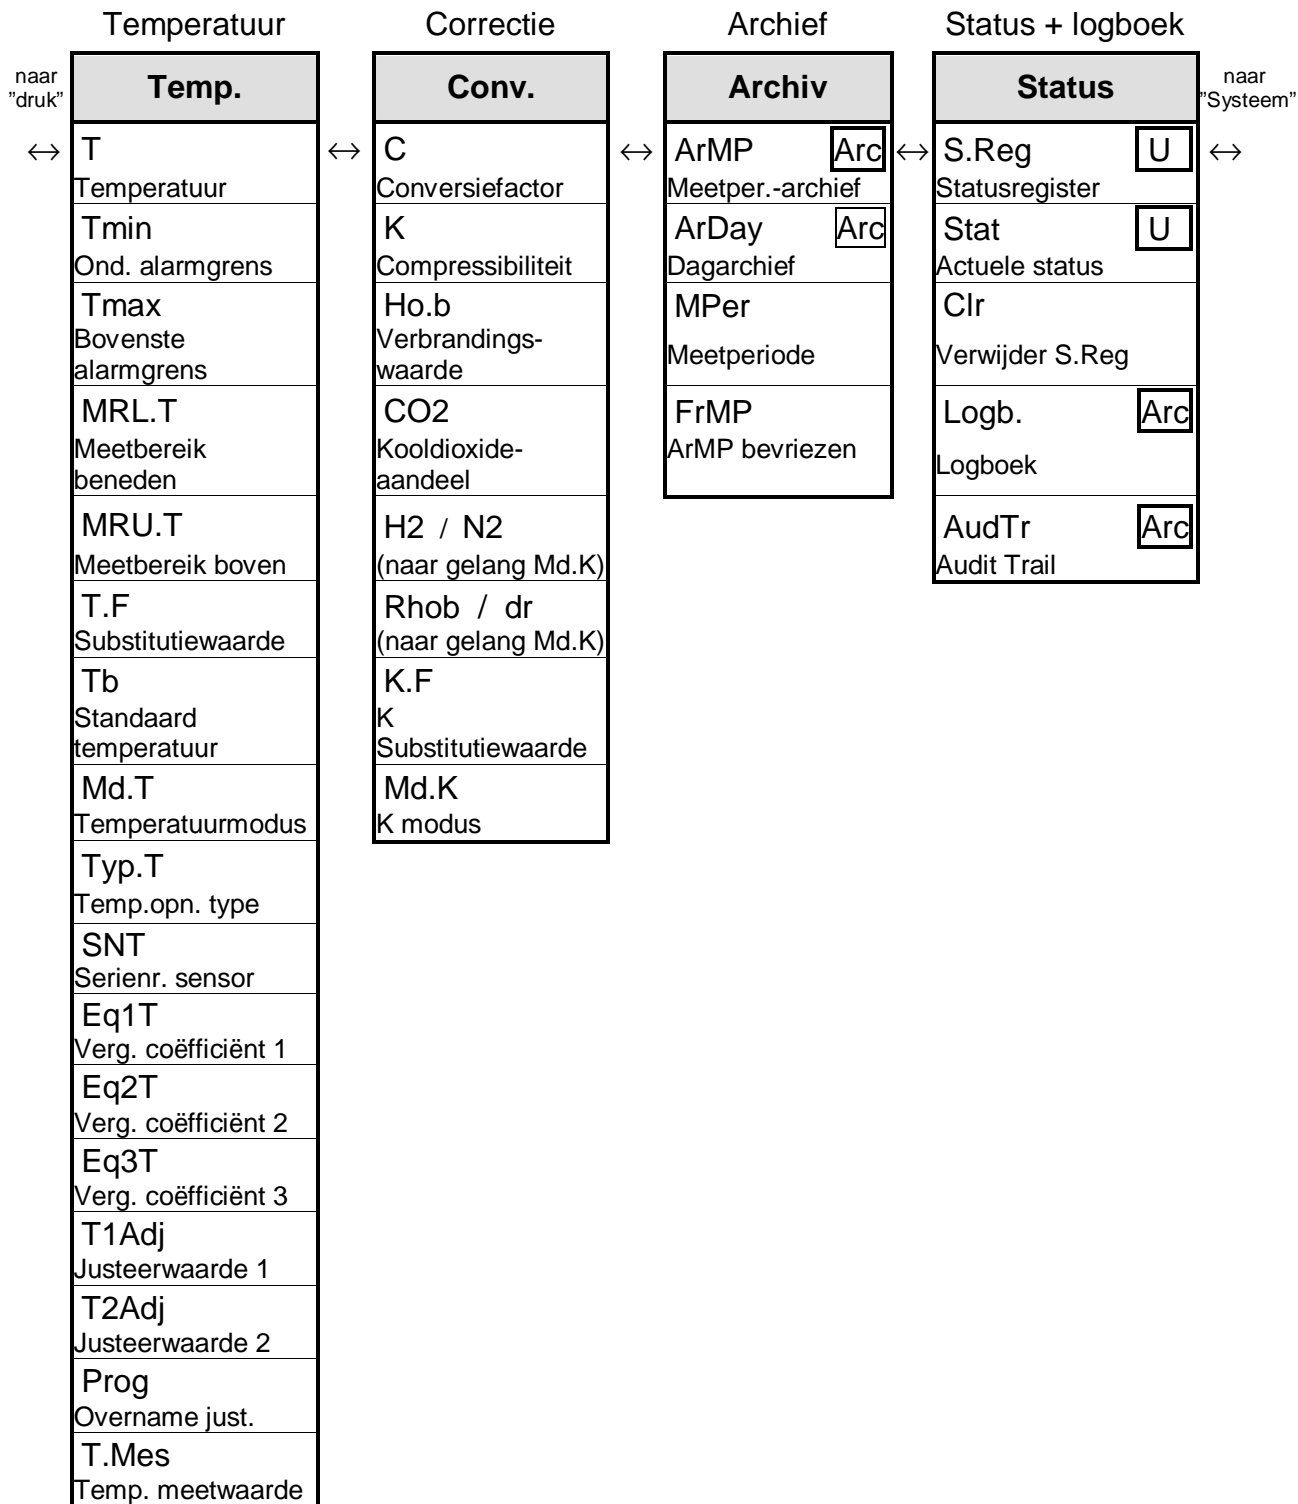 Temperatuur
Correctie
Archief
Status + logboek
naar
”druk”
Temp.
Conv.
Archiv
Status
naar
”Systeem”
↔
T
Temperatuur
Tmin
Ond. alarmgrens
Tmax
Bovenste
alarmgrens
MRL.T
Meetbereik
beneden
MRU.T
Meetbereik boven
T.F
Substitutiewaarde
Tb
Standaard
temperatuur
Md.T
Temperatuurmodus
Typ.T
Temp.opn. type
SNT
Serienr. sensor
Eq1T
Verg. coëfficiënt 1
Eq2T
Verg. coëfficiënt 2
Eq3T
Verg. coëfficiënt 3
T1Adj
Justeerwaarde 1
T2Adj
Justeerwaarde 2
Prog
Overname just.
T.Mes
Temp. meetwaarde
↔
C
Conversiefactor
K
Compressibiliteit
Ho.b
Verbrandings-
waarde
CO2
Kooldioxide-
aandeel
H2 / N2
(naar gelang Md.K)
Rhob / dr
(naar gelang Md.K)
K.F
K
Substitutiewaarde
Md.K
K modus
↔
ArMP Arc
Meetper.-archief
ArDay Arc
Dagarchief
MPer
Meetperiode
FrMP
ArMP bevriezen
↔
S.Reg U
Statusregister
Stat U
Actuele status
Clr
Verwijder S.Reg
Logb. Arc
Logboek
AudTr Arc
Audit Trail
↔